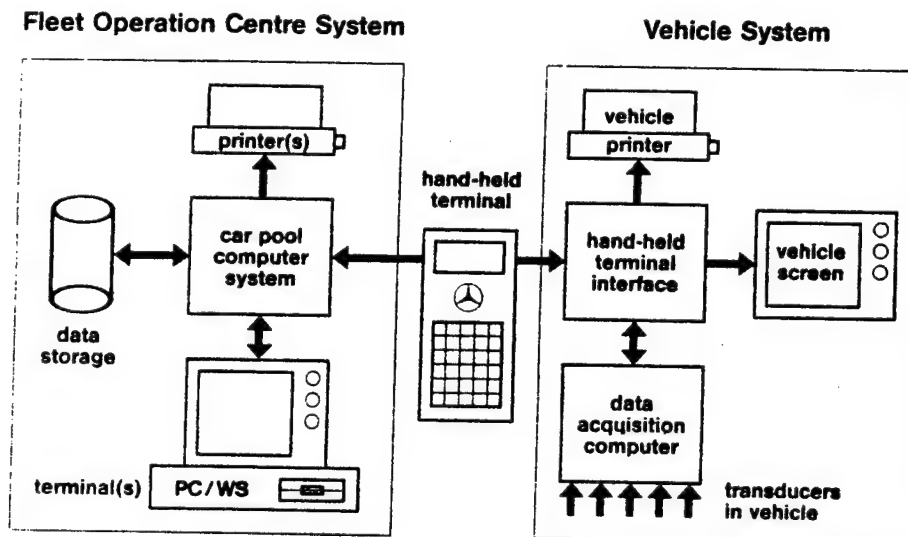 Fleet Operation Centre System
Vehicle System
printer(s)
vehicle
printer
hand-held
terminal
car pool
computer
system
hand-held
terminal
interface
vehicle
screen
data
storage
data
acquisition
computer
terminal(s)
PC/WS
transducers
in vehicle